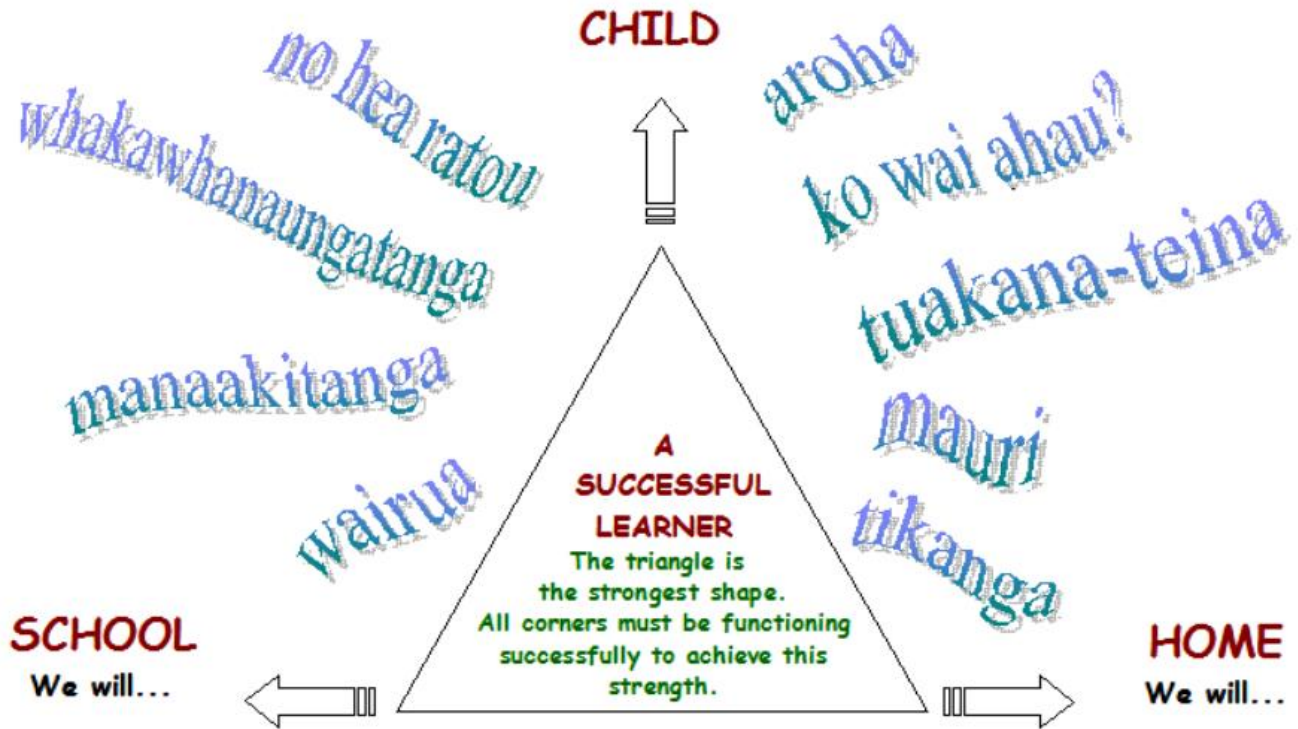 CHILD
no hea ratou
whakawhanaungatanga
manaakitanga
wairua
aroha
ko wai ahau?
tuakana-teina
mauri
tikanga
A
SUCCESSFUL
LEARNER
The triangle is
the strongest shape.
All corners must be functioning
successfully to achieve this
strength.
SCHOOL
We will...
HOME
We will...